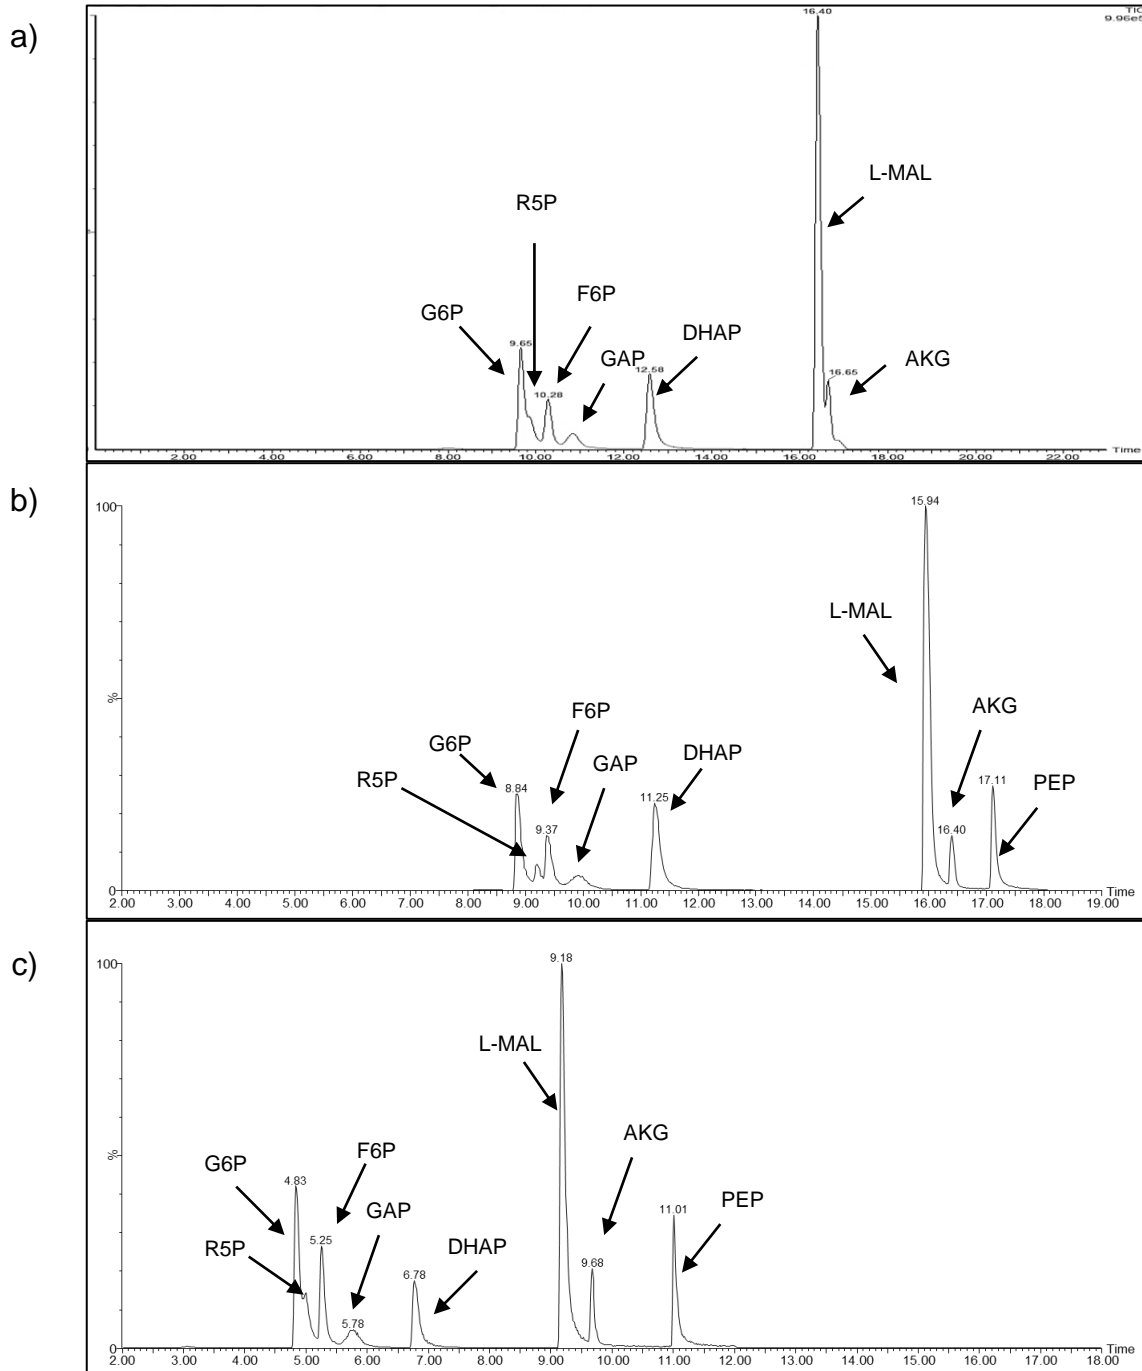 a)
16.40
TIC
9.96e5
L-MAL
R5P
F6P
G6P
DHAP
GAP
AKG
9.65
10.28
12.58
16.65
2.00 4.00 6.00 8.00 10.00 12.00 14.00 16.00 18.00 20.00 22.00 Time
b)
100
15.94
L-MAL
F6P
AKG
G6P
GAP
DHAP
R5P
PEP
8.84
9.37
11.25
16.40
17.11
%
0
2.00 3.00 4.00 5.00 6.00 7.00 8.00 9.00 10.00 11.00 12.00 13.00 14.00 15.00 16.00 17.00 18.00 19.00 Time
c)
100
9.18
L-MAL
AKG
F6P
G6P
PEP
GAP
R5P
DHAP
4.83
5.25
5.78
6.78
9.68
11.01
%
0
2.00 3.00 4.00 5.00 6.00 7.00 8.00 9.00 10.00 11.00 12.00 13.00 14.00 15.00 16.00 17.00 18.00 Time